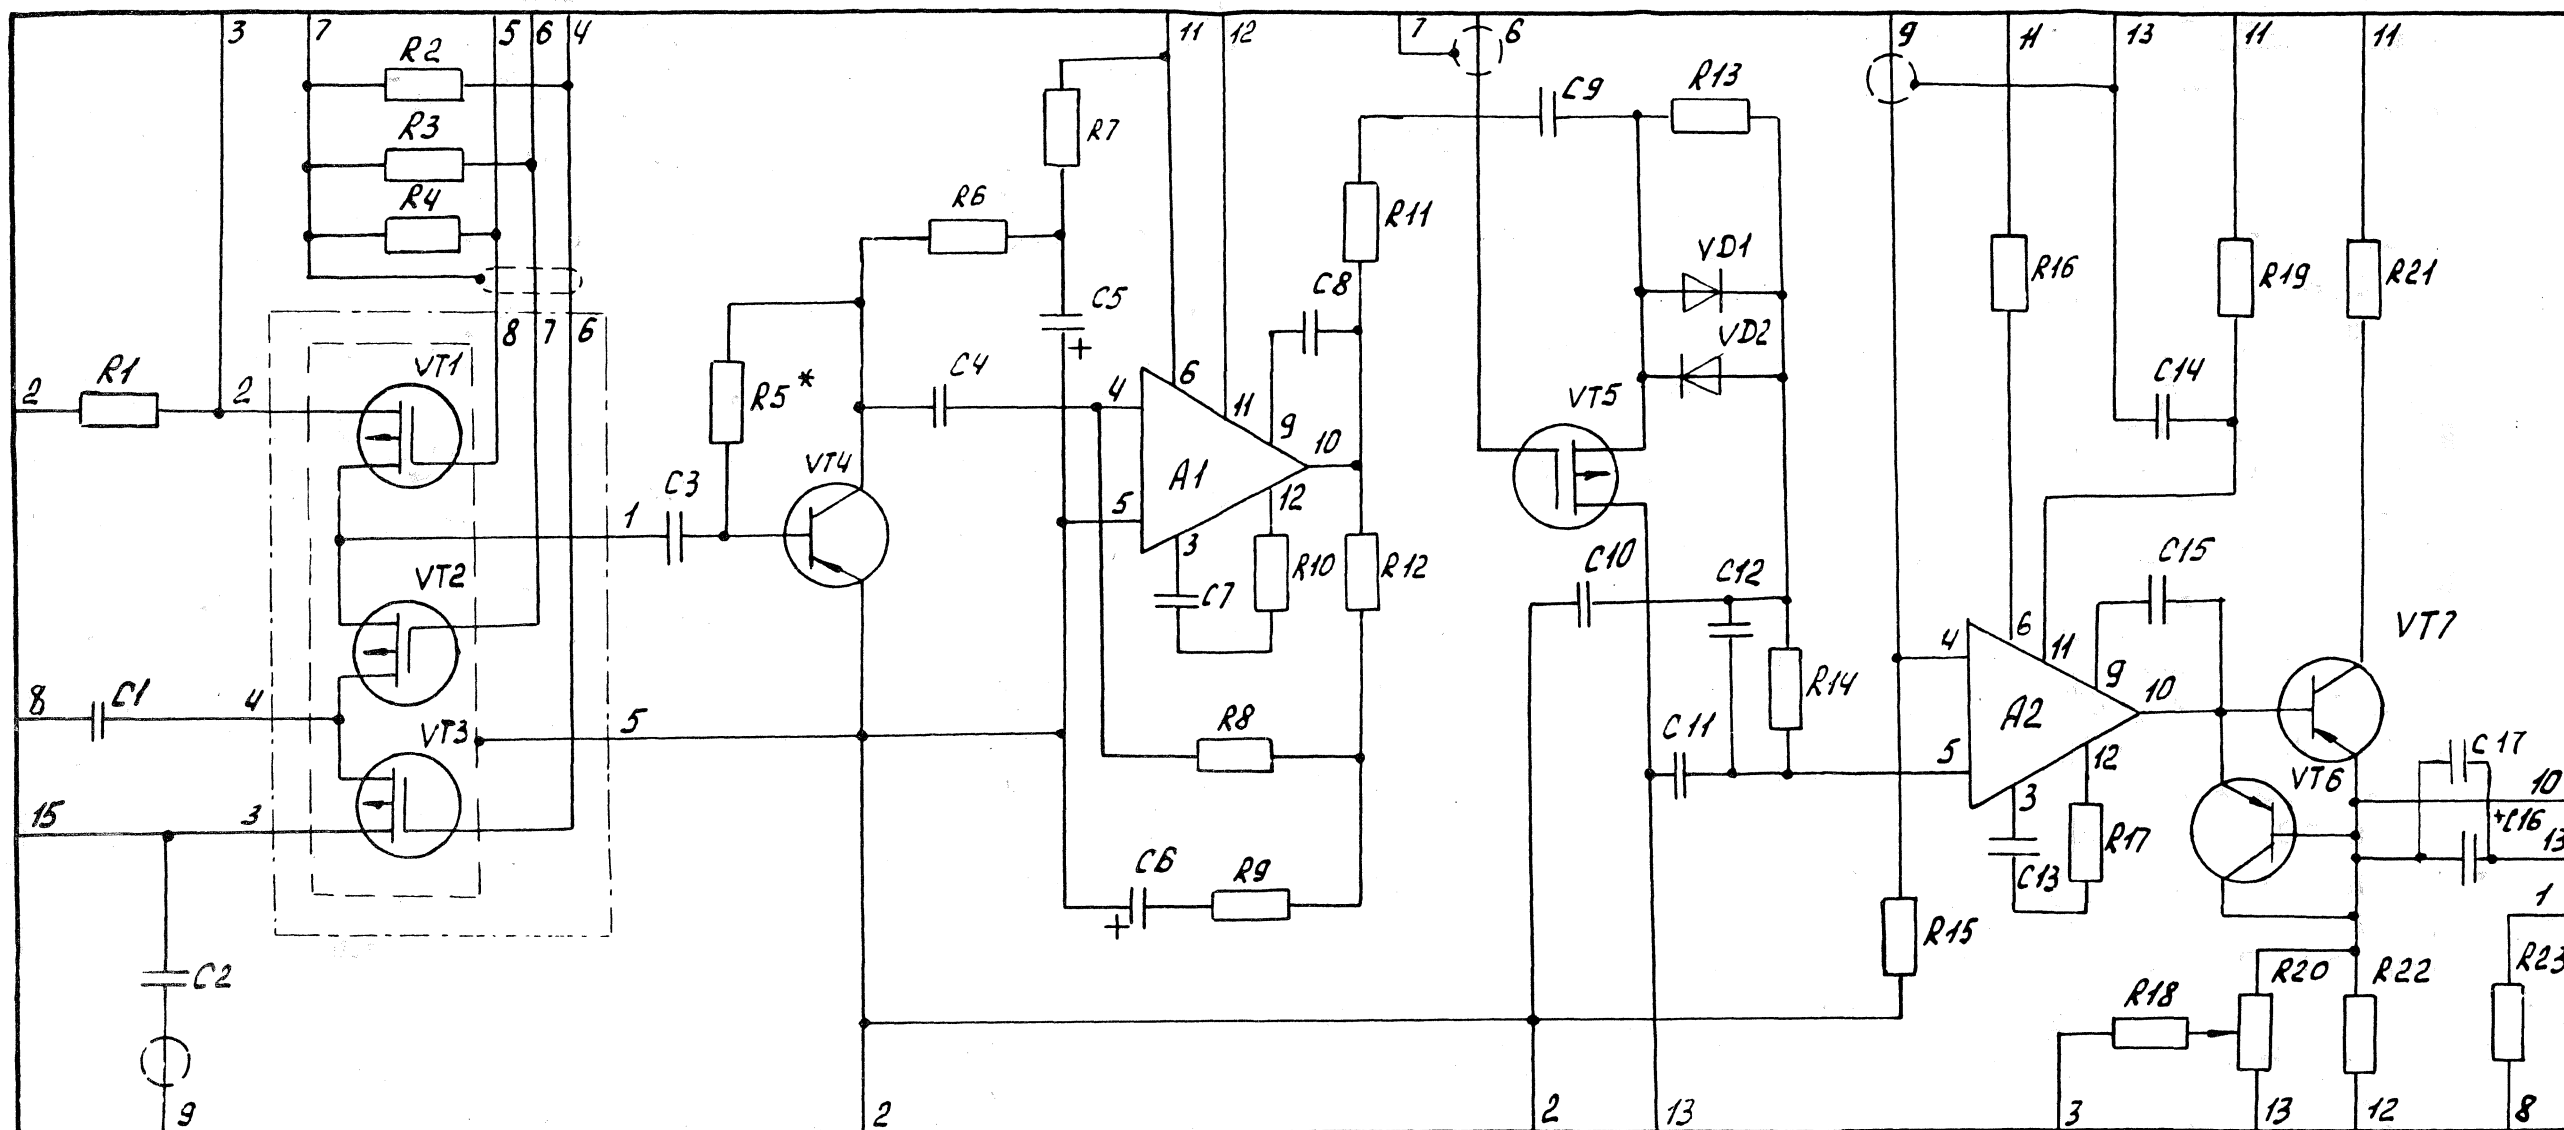 3 7 5 6 4 11 12 7 6 9 11 13 11 11
R2
R3
R4
R7
C9
R13
R6
R11
VD1
R16
R19
R21
C5
+
C8
VD2
8 7 6
2
R1
2
VT1
R5*
C4
4
6
11
9
10
VT5
C14
C3
VT4
A1
1
5
12
3
C7
R10
R12
C10
C12
C15
VT2
VT7
4
6
11
9
10
8
C1
4
VT3
5
R8
R14
A2
C11
5
12
3
VT6
C17
10
15
3
C13
R17
+C16
13
C6
+
R9
1
R15
C2
R18
R20
R22
R23
9
2
2
13
3
13
12
8